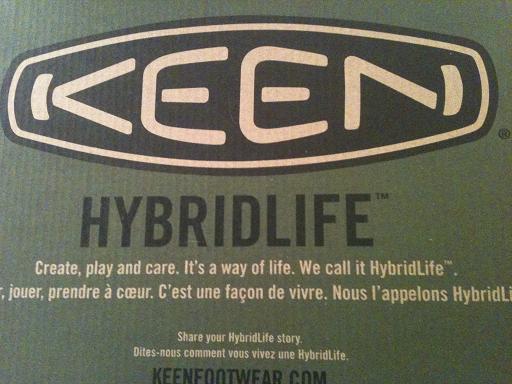 KEEN®
HYBRIDLIFE™
Create, play and care. It's a way of life. We call it HybridLife™.
jouer, prendre à cœur. C'est une façon de vivre. Nous l'appelons
Share your HybridLife story.
Dites-nous comment vous vivez une HybridLife.
KEENFOOTWEAR.COM